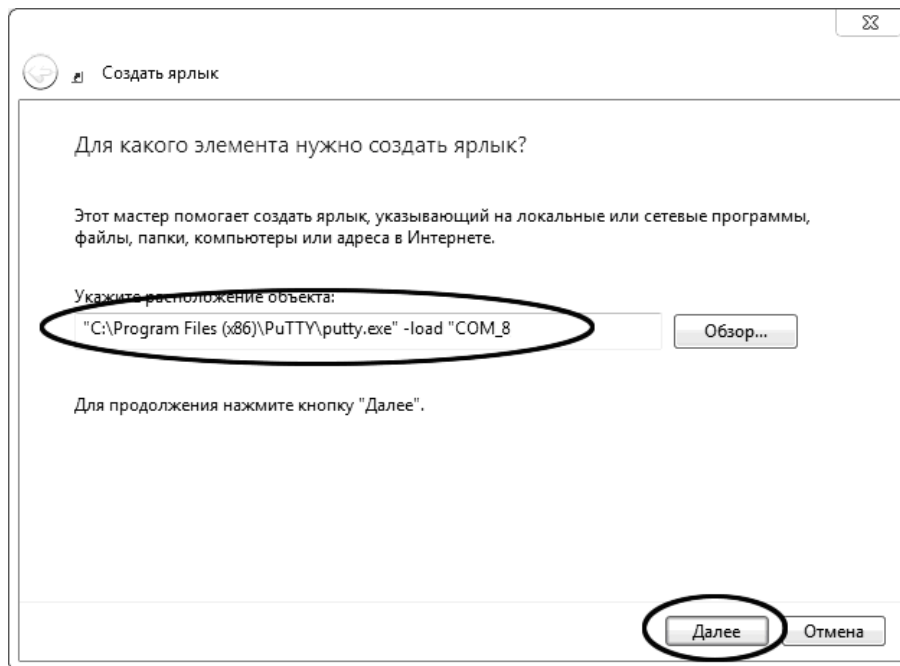 Создать ярлык
Для какого элемента нужно создать ярлык?
Этот мастер помогает создать ярлык, указывающий на локальные или сетевые программы,
файлы, папки, компьютеры или адреса в Интернете.
Укажите расположение объекта:
"C:\Program Files (x86)\PuTTY\putty.exe" -load "COM_8
Обзор...
Для продолжения нажмите кнопку "Далее".
Далее
Отмена